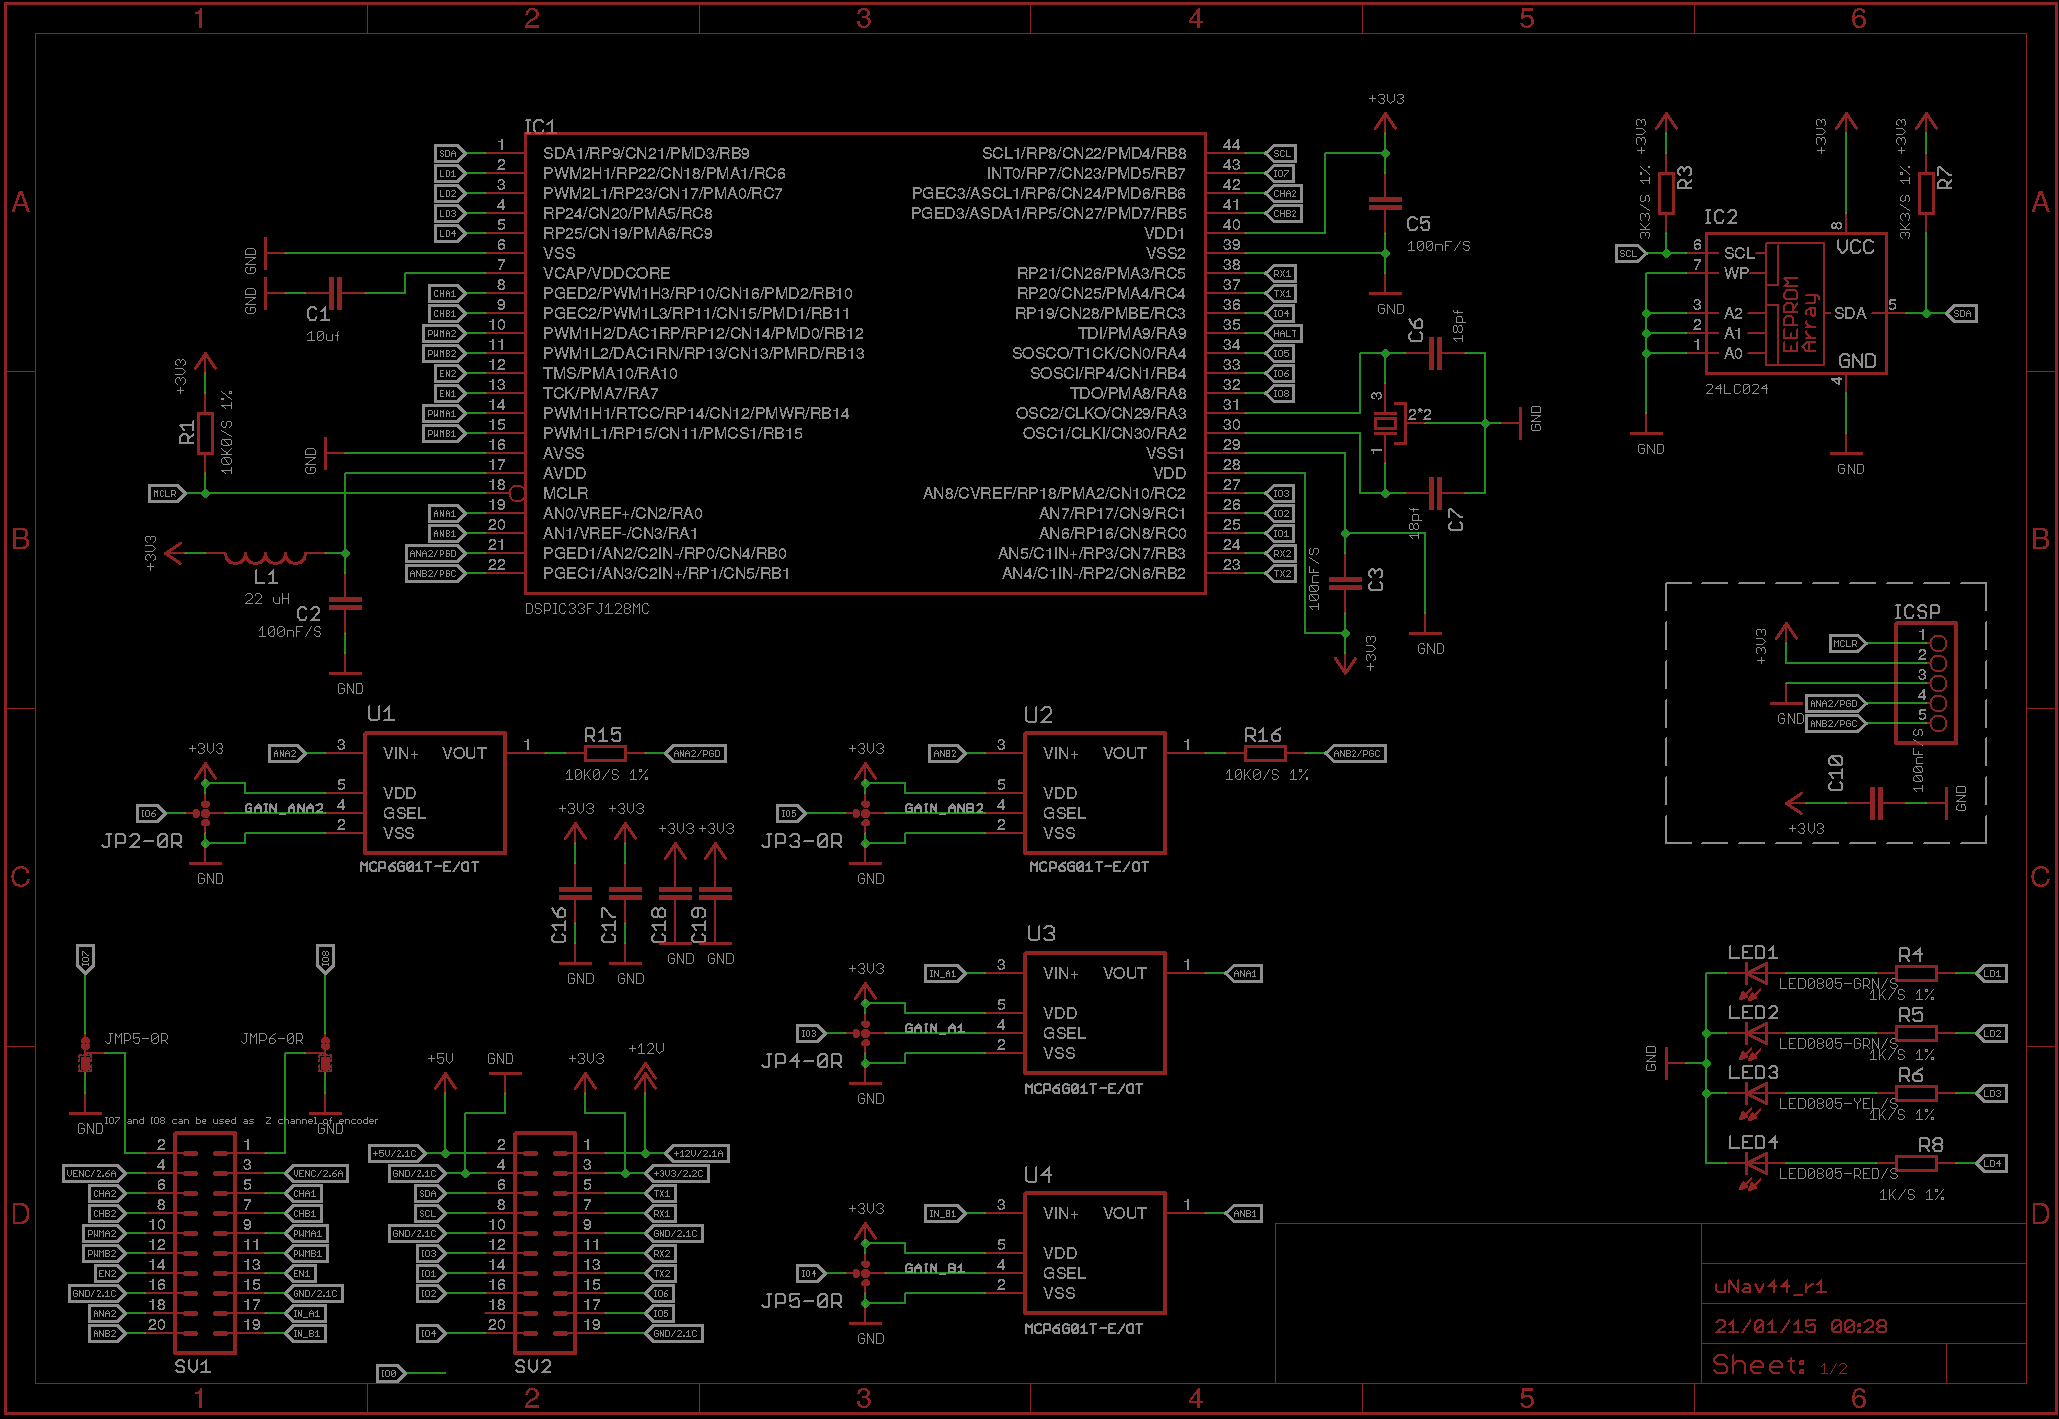 1 2 3 4 5 6
A A
B B
C C
D D
1 2 3 4 5 6
IC1
1 SDA SDA1/RP9/CN21/PMD3/RB9
2 LD1 PWM2H1/RP22/CN18/PMA1/RC6
3 LD2 PWM2L1/RP23/CN17/PMA0/RC7
4 LD3 RP24/CN20/PMA5/RC8
5 LD4 RP25/CN19/PMA6/RC9
6 VSS
7 VCAP/VDDCORE
8 CHA1 PGED2/PWM1H3/RP10/CN16/PMD2/RB10
9 CHB1 PGEC2/PWM1L3/RP11/CN15/PMD1/RB11
10 PWMA2 PWM1H2/DAC1RP/RP12/CN14/PMD0/RB12
11 PWMB2 PWM1L2/DAC1RN/RP13/CN13/PMRD/RB13
12 EN2 TMS/PMA10/RA10
13 EN1 TCK/PMA7/RA7
14 PWMA1 PWM1H1/RTCC/RP14/CN12/PMWR/RB14
15 PWMB1 PWM1L1/RP15/CN11/PMCS1/RB15
16 AVSS
17 AVDD
18 MCLR
19 ANA1 AN0/VREF+/CN2/RA0
20 ANB1 AN1/VREF-/CN3/RA1
21 ANA2/PGD PGED1/AN2/C2IN-/RP0/CN4/RB0
22 ANB2/PGC PGEC1/AN3/C2IN+/RP1/CN5/RB1
SCL1/RP8/CN22/PMD4/RB8 44 SCL
INT0/RP7/CN23/PMD5/RB7 43 IO7
PGEC3/ASCL1/RP6/CN24/PMD6/RB6 42 CHA2
PGED3/ASDA1/RP5/CN27/PMD7/RB5 41 CHB2
VDD1 40
VSS2 39
RP21/CN26/PMA3/RC5 38 RX1
RP20/CN25/PMA4/RC4 37 TX1
RP19/CN28/PMBE/RC3 36 IO4
TDI/PMA9/RA9 35 HALT
SOSCO/T1CK/CN0/RA4 34 IO5
SOSCI/RP4/CN1/RB4 33 IO6
TDO/PMA8/RA8 32 IO8
OSC2/CLKO/CN29/RA3 31
OSC1/CLKI/CN30/RA2 30
VSS1 29
VDD 28
AN8/CVREF/RP18/PMA2/CN10/RC2 27 IO3
AN7/RP17/CN9/RC1 26 IO2
AN6/RP16/CN8/RC0 25 IO1
AN5/C1IN+/RP3/CN7/RB3 24 RX2
AN4/C1IN-/RP2/CN6/RB2 23 TX2
DSPIC33FJ128MC
GND
GND
C1
10uf
+3V3
R1
10K0/S 1%
MCLR
GND
+3V3
L1
22 uH
C2
100nF/S
GND
+3V3
C5
100nF/S
GND
C6
18pf
3
2*2
1
GND
18pf
C7
100nF/S
C3
+3V3
GND
+3V3 +3V3 +3V3
R3
3K3/S 1%
R7
3K3/S 1%
IC2
SCL 6 SCL
7 WP
3 A2
2 A1
1 A0
8 VCC
EEPROM
Array
SDA 5 SDA
GND
4
24LC024
GND
GND
ICSP
+3V3
MCLR 1
2
3
GND
ANA2/PGD 4
ANB2/PGC 5
C10
100nF/S
+3V3
GND
U1
ANA2 3 VIN+ VOUT 1
R15
10K0/S 1%
ANA2/PGD
+3V3
5 VDD
IO6 GAIN_ANA2 4 GSEL
2 VSS
JP2-0R
GND
MCP6G01T-E/OT
+3V3 +3V3
+3V3 +3V3
C16 C17 C18 C19
GND GND
GND GND
U2
ANB2 3 VIN+ VOUT 1
R16
10K0/S 1%
ANB2/PGC
+3V3
5 VDD
IO5 GAIN_ANB2 4 GSEL
2 VSS
JP3-0R
GND
MCP6G01T-E/OT
U3
IN_A1 3 VIN+ VOUT 1 ANA1
+3V3
5 VDD
IO3 GAIN_A1 4 GSEL
2 VSS
JP4-0R
GND
MCP6G01T-E/OT
U4
IN_B1 3 VIN+ VOUT 1 ANB1
+3V3
5 VDD
IO4 GAIN_B1 4 GSEL
2 VSS
JP5-0R
GND
MCP6G01T-E/OT
IO7 IO8
JMP5-0R JMP6-0R
GND GND
IO7 and IO8 can be used as Z channel of encoder
2 1
VENC/2.6A 4 3 VENC/2.6A
CHA2 6 5 CHA1
CHB2 8 7 CHB1
PWMA2 10 9 PWMA1
PWMB2 12 11 PWMB1
EN2 14 13 EN1
GND/2.1C 16 15 GND/2.1C
ANA2 18 17 IN_A1
ANB2 20 19 IN_B1
SV1
+5V GND +3V3 +12V
+5V/2.1C 2 1 +12V/2.1A
GND/2.1C 4 3 +3V3/2.2C
SDA 6 5 TX1
SCL 8 7 RX1
GND/2.1C 10 9 GND/2.1C
IO3 12 11 RX2
IO1 14 13 TX2
IO2 16 15 IO6
18 17 IO5
IO4 20 19 GND/2.1C
SV2
IO0
LED1 R4
LED0805-GRN/S 1K/S 1% LD1
LED2 R5
LED0805-GRN/S 1K/S 1% LD2
GND
LED3 R6
LED0805-YEL/S 1K/S 1% LD3
LED4 R8
LED0805-RED/S 1K/S 1% LD4
uNav44_r1
21/01/15 00:28
Sheet: 1/2